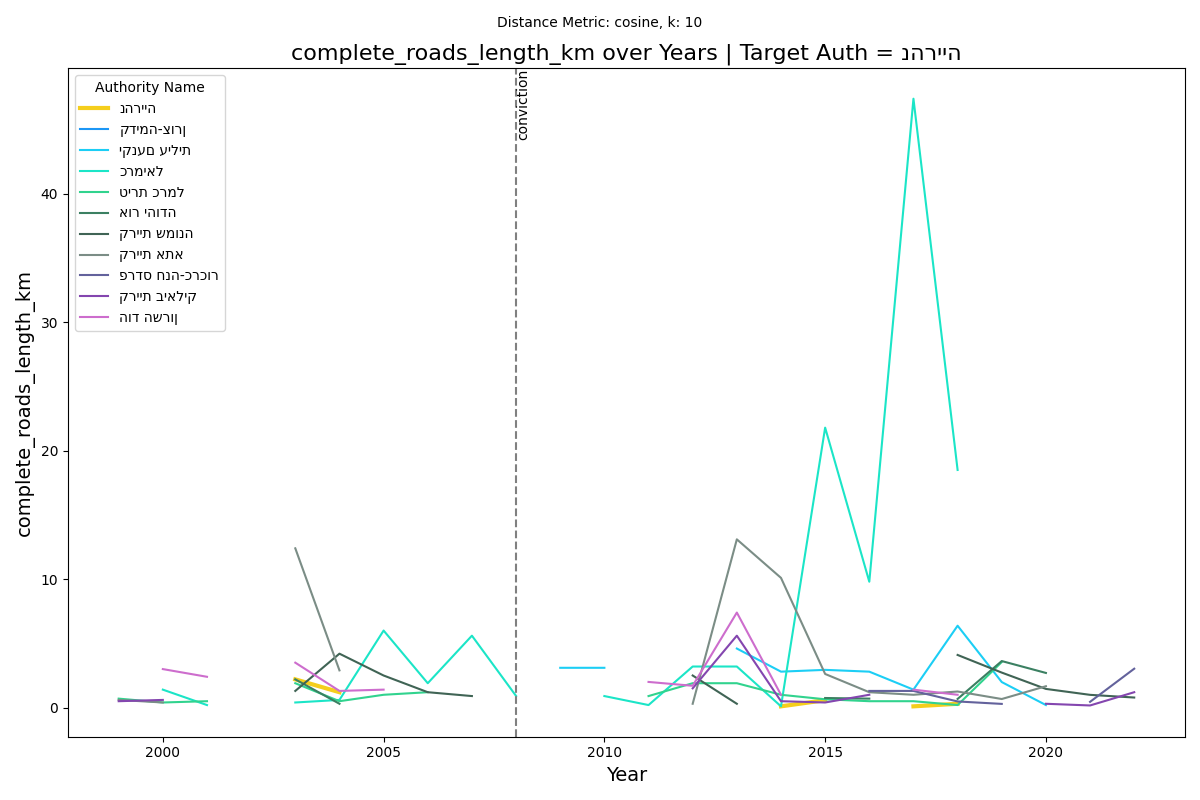 Distance Metric: cosine, k: 10
complete_roads_length_km over Years | Target Auth = נהרייה
Authority Name
נהרייה
קדימה-צורן
יקנעם עילית
כרמיאל
טירת כרמל
אור יהודה
קריית שמונה
קריית אתא
פרדס חנה-כרכור
קריית ביאליק
הוד השרון
conviction
complete_roads_length_km
40
30
20
10
0
2000
2005
2010
2015
2020
Year